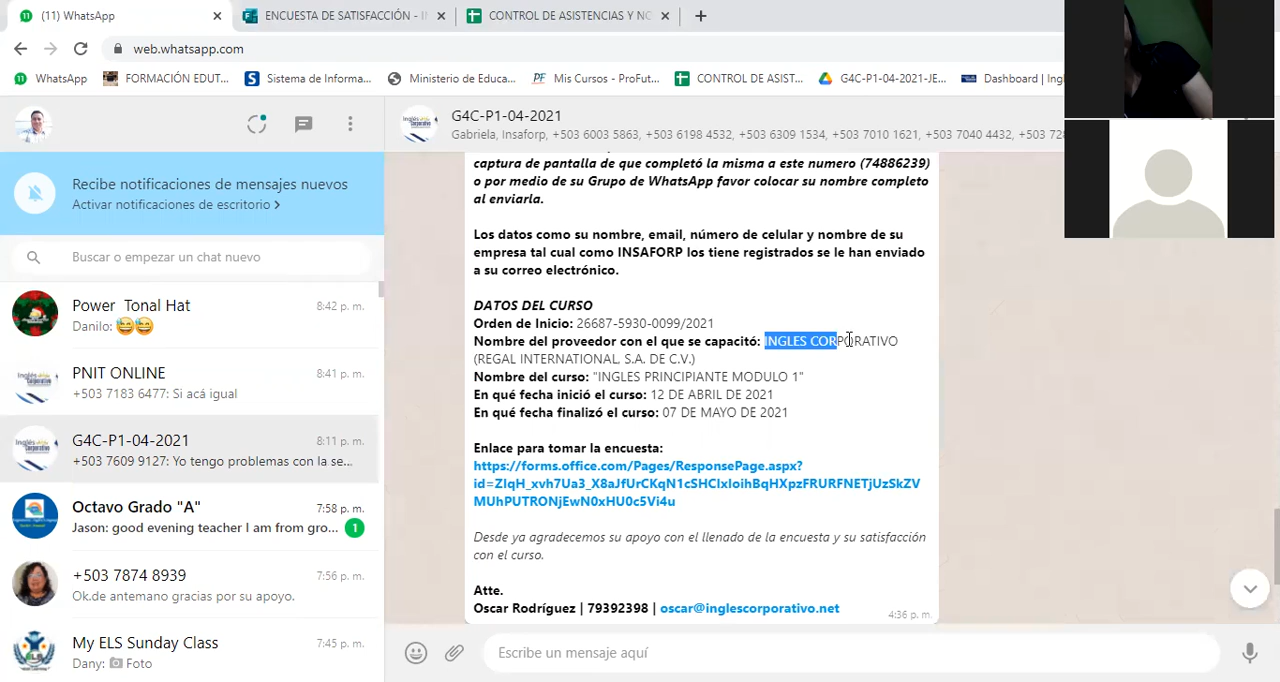 (11) WhatsApp
ENCUESTA DE SATISFACCIÓN - I
CONTROL DE ASISTENCIAS Y NO
web.whatsapp.com
WhatsApp
FORMACIÓN EDUT...
Sistema de Informa...
Ministerio de Educa...
Mis Cursos - ProFut...
CONTROL DE ASIST...
G4C-P1-04-2021-JE...
Dashboard | Ingl
G4C-P1-04-2021
Gabriela, Insaforp, +503 6003 5863, +503 6198 4532, +503 6309 1534, +503 7010 1621, +503 7040 4432, +503 728
Recibe notificaciones de mensajes nuevos
Activar notificaciones de escritorio
Buscar o empezar un chat nuevo
Power Tonal Hat
8:42 p. m.
Danilo:
PNIT ONLINE
8:41 p. m.
+503 7183 6477: Si acá igual
G4C-P1-04-2021
8:11 p. m.
+503 7609 9127: Yo tengo problemas con la se...
Octavo Grado "A"
7:58 p. m.
Jason: good evening teacher I am from gro...
1
+503 7874 8939
7:56 p. m.
Ok.de antemano gracias por su apoyo.
My ELS Sunday Class
7:45 p. m.
Dany: Foto
captura de pantalla de que completó la misma a este numero (74886239)
o por medio de su Grupo de WhatsApp favor colocar su nombre completo
al enviarla.
Los datos como su nombre, email, número de celular y nombre de su
empresa tal cual como INSAFORP los tiene registrados se le han enviado
a su correo electrónico.
DATOS DEL CURSO
Orden de Inicio: 26687-5930-0099/2021
Nombre del proveedor con el que se capacitó: INGLES CORPORATIVO
(REGAL INTERNATIONAL, S.A. DE C.V.)
Nombre del curso: "INGLES PRINCIPIANTE MODULO 1"
En qué fecha inició el curso: 12 DE ABRIL DE 2021
En qué fecha finalizó el curso: 07 DE MAYO DE 2021
Enlace para tomar la encuesta:
https://forms.office.com/Pages/ResponsePage.aspx?
id=ZIqH_xvh7Ua3_X8aJfUrCKqN1cSHCIxIoihBqHXpzFRURFNETjUzSkZV
MUhPUTRONjEwN0xHU0c5Vi4u
Desde ya agradecemos su apoyo con el llenado de la encuesta y su satisfacción
con el curso.
Atte.
Oscar Rodríguez | 79392398 | oscar@inglescorporativo.net
4:36 p. m.
Escribe un mensaje aquí